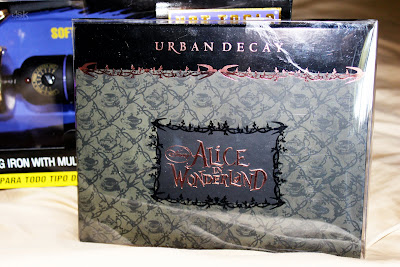 URBAN DECAY
ALICE
IN
WONDERLAND
SOF
G IRON WITH MUL
PARA TODO TIPO D